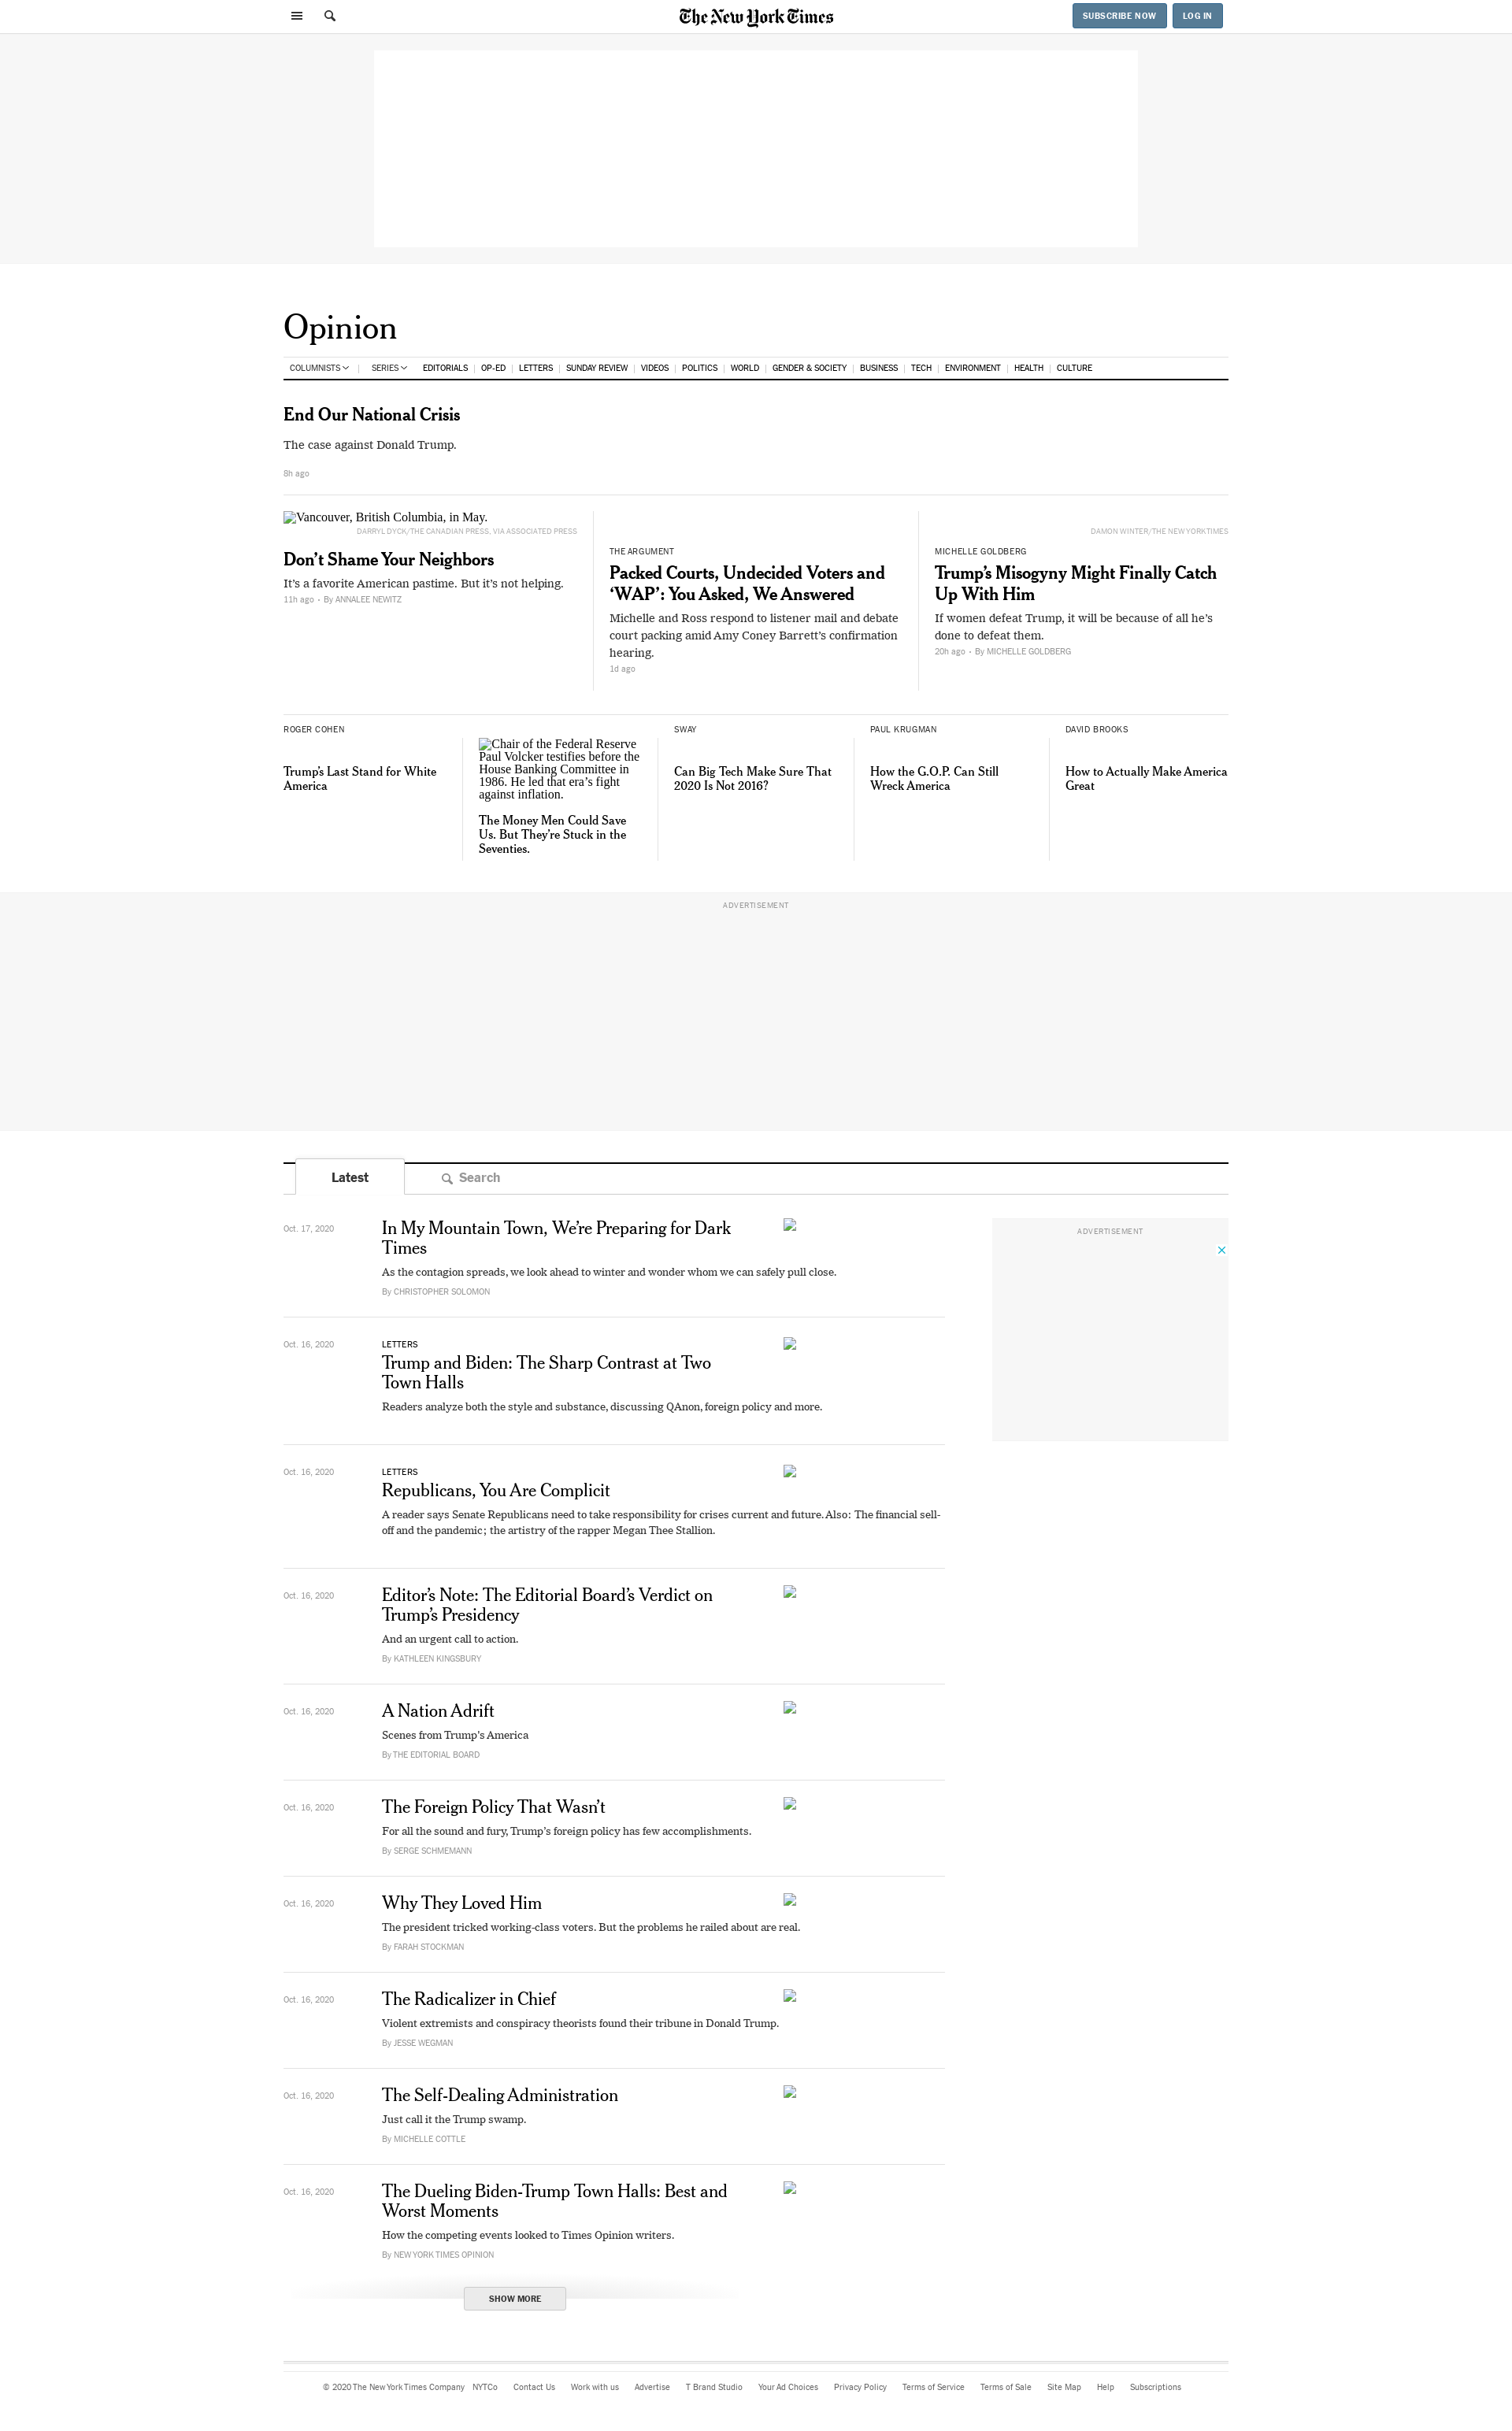 The New York Times
SUBSCRIBE NOW
LOG IN
Opinion
COLUMNISTS
SERIES
EDITORIALS
OP-ED
LETTERS
SUNDAY REVIEW
VIDEOS
POLITICS
WORLD
GENDER & SOCIETY
BUSINESS
TECH
ENVIRONMENT
HEALTH
CULTURE
End Our National Crisis
The case against Donald Trump.
8h ago
Vancouver, British Columbia, in May.
DARRYL DYCK/THE CANADIAN PRESS, VIA ASSOCIATED PRESS
Don’t Shame Your Neighbors
It’s a favorite American pastime. But it’s not helping.
11h ago • By ANNALEE NEWITZ
THE ARGUMENT
Packed Courts, Undecided Voters and
‘WAP’: You Asked, We Answered
Michelle and Ross respond to listener mail and debate
court packing amid Amy Coney Barrett’s confirmation
hearing.
1d ago
DAMON WINTER/THE NEW YORK TIMES
MICHELLE GOLDBERG
Trump’s Misogyny Might Finally Catch
Up With Him
If women defeat Trump, it will be because of all he’s
done to defeat them.
20h ago • By MICHELLE GOLDBERG
ROGER COHEN
Trump’s Last Stand for White
America
Chair of the Federal Reserve
Paul Volcker testifies before the
House Banking Committee in
1986. He led that era’s fight
against inflation.
The Money Men Could Save
Us. But They’re Stuck in the
Seventies.
SWAY
Can Big Tech Make Sure That
2020 Is Not 2016?
PAUL KRUGMAN
How the G.O.P. Can Still
Wreck America
DAVID BROOKS
How to Actually Make America
Great
ADVERTISEMENT
Latest
Search
Oct. 17, 2020
In My Mountain Town, We’re Preparing for Dark
Times
As the contagion spreads, we look ahead to winter and wonder whom we can safely pull close.
By CHRISTOPHER SOLOMON
ADVERTISEMENT
Oct. 16, 2020
LETTERS
Trump and Biden: The Sharp Contrast at Two
Town Halls
Readers analyze both the style and substance, discussing QAnon, foreign policy and more.
Oct. 16, 2020
LETTERS
Republicans, You Are Complicit
A reader says Senate Republicans need to take responsibility for crises current and future. Also: The financial sell-
off and the pandemic; the artistry of the rapper Megan Thee Stallion.
Oct. 16, 2020
Editor’s Note: The Editorial Board’s Verdict on
Trump’s Presidency
And an urgent call to action.
By KATHLEEN KINGSBURY
Oct. 16, 2020
A Nation Adrift
Scenes from Trump’s America
By THE EDITORIAL BOARD
Oct. 16, 2020
The Foreign Policy That Wasn’t
For all the sound and fury, Trump’s foreign policy has few accomplishments.
By SERGE SCHMEMANN
Oct. 16, 2020
Why They Loved Him
The president tricked working-class voters. But the problems he railed about are real.
By FARAH STOCKMAN
Oct. 16, 2020
The Radicalizer in Chief
Violent extremists and conspiracy theorists found their tribune in Donald Trump.
By JESSE WEGMAN
Oct. 16, 2020
The Self-Dealing Administration
Just call it the Trump swamp.
By MICHELLE COTTLE
Oct. 16, 2020
The Dueling Biden-Trump Town Halls: Best and
Worst Moments
How the competing events looked to Times Opinion writers.
By NEW YORK TIMES OPINION
SHOW MORE
© 2020 The New York Times Company
NYTCo
Contact Us
Work with us
Advertise
T Brand Studio
Your Ad Choices
Privacy Policy
Terms of Service
Terms of Sale
Site Map
Help
Subscriptions